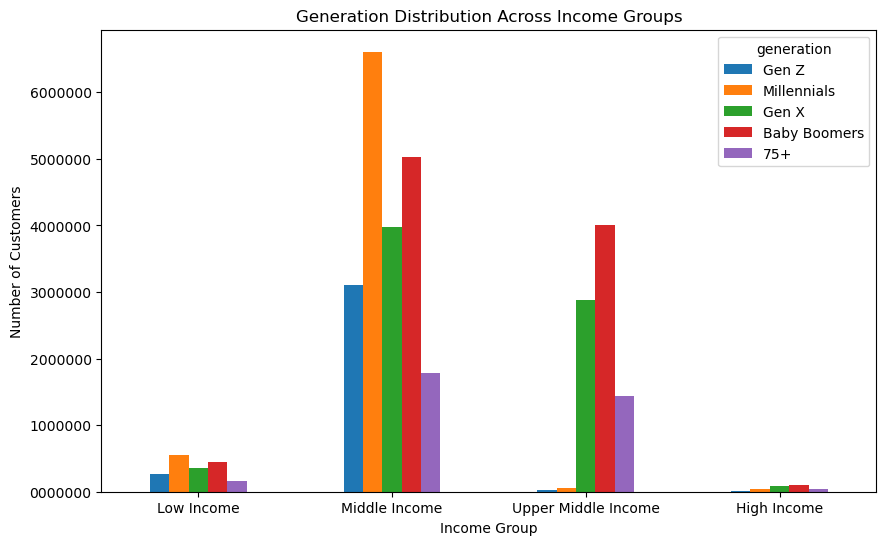 Generation Distribution Across Income Groups
generation
Gen Z
Millennials
Gen X
Baby Boomers
75+
Number of Customers
6000000
5000000
4000000
3000000
2000000
1000000
0000000
Low Income
Middle Income
Upper Middle Income
High Income
Income Group